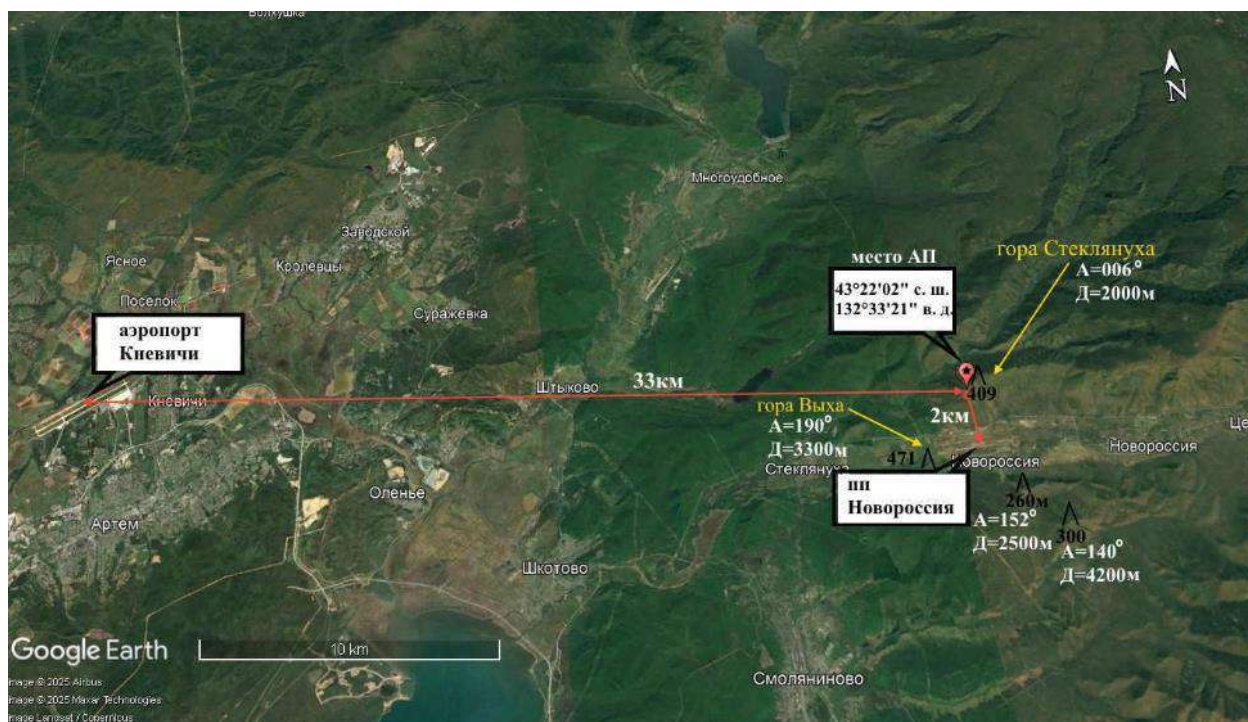 Волхушка
N
Многоудобное
Заводской
Ясное
Кролевцы
Поселок
Суражевка
место АП
43°22'02" с. ш.
132°33'21" в. д.
гора Стекляруха
А=006°
Д=2000м
аэропорт
Кневичи
Кневичи
Штыково
33км
409
2км
гора Выха
А=190°
Д=3300м
471
Стеклянуха
Новороссия
Новороссия
Це
пп
Новороссия
260м
А=152°
Д=2500м
300
А=140°
Д=4200м
Оленье
Артем
Шкотово
Смоляниново
10 km
Google Earth
Image © 2025 Airbus
Image © 2025 Maxar Technologies
Image Landsat / Copernicus